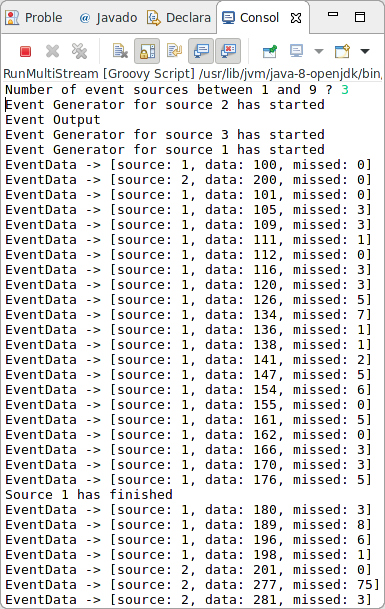 Proble Javado Declara Consol
RunMultiStream [Groovy Script] /usr/lib/jvm/java-8-openjdk/bin,
Number of event sources between 1 and 9 ? 3
Event Generator for source 2 has started
Event Output
Event Generator for source 3 has started
Event Generator for source 1 has started
EventData -> [source: 1, data: 100, missed: 0]
EventData -> [source: 2, data: 200, missed: 0]
EventData -> [source: 1, data: 101, missed: 0]
EventData -> [source: 1, data: 105, missed: 3]
EventData -> [source: 1, data: 109, missed: 3]
EventData -> [source: 1, data: 111, missed: 1]
EventData -> [source: 1, data: 112, missed: 0]
EventData -> [source: 1, data: 116, missed: 3]
EventData -> [source: 1, data: 120, missed: 3]
EventData -> [source: 1, data: 126, missed: 5]
EventData -> [source: 1, data: 134, missed: 7]
EventData -> [source: 1, data: 136, missed: 1]
EventData -> [source: 1, data: 138, missed: 1]
EventData -> [source: 1, data: 141, missed: 2]
EventData -> [source: 1, data: 147, missed: 5]
EventData -> [source: 1, data: 154, missed: 6]
EventData -> [source: 1, data: 155, missed: 0]
EventData -> [source: 1, data: 161, missed: 5]
EventData -> [source: 1, data: 162, missed: 0]
EventData -> [source: 1, data: 166, missed: 3]
EventData -> [source: 1, data: 170, missed: 3]
EventData -> [source: 1, data: 176, missed: 5]
Source 1 has finished
EventData -> [source: 1, data: 180, missed: 3]
EventData -> [source: 1, data: 189, missed: 8]
EventData -> [source: 1, data: 196, missed: 6]
EventData -> [source: 1, data: 198, missed: 1]
EventData -> [source: 2, data: 201, missed: 0]
EventData -> [source: 2, data: 277, missed: 75]
EventData -> [source: 2, data: 281, missed: 3]